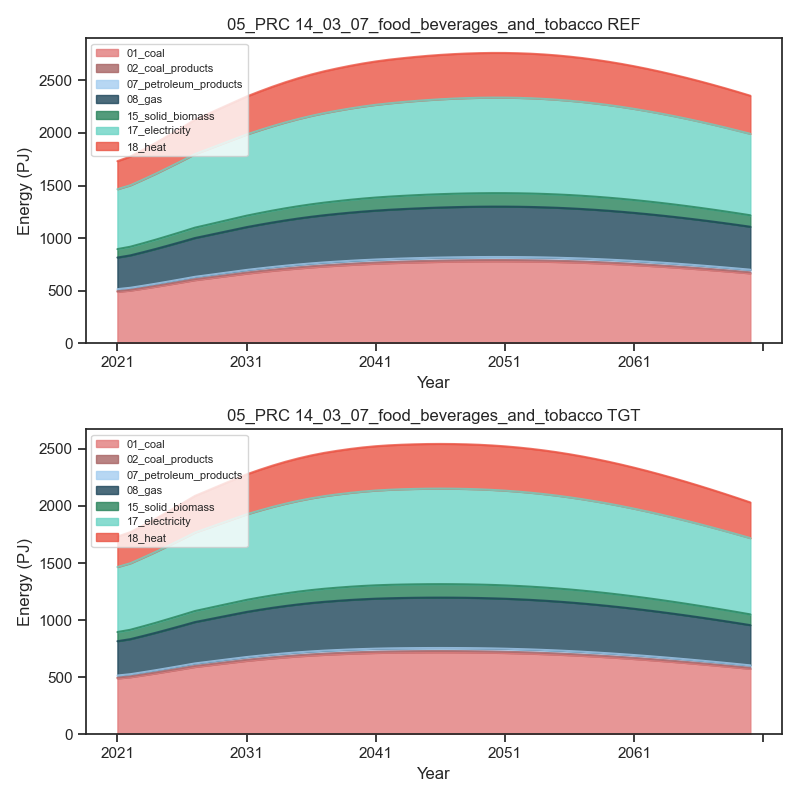 05_PRC 14_03_07_food_beverages_and_tobacco REF
Energy (PJ)
2500
2000
1500
1000
500
0
01_coal
02_coal_products
07_petroleum_products
08_gas
15_solid_biomass
17_electricity
18_heat
2021 2031 2041 2051 2061
Year
05_PRC 14_03_07_food_beverages_and_tobacco TGT
Energy (PJ)
2500
2000
1500
1000
500
0
01_coal
02_coal_products
07_petroleum_products
08_gas
15_solid_biomass
17_electricity
18_heat
2021 2031 2041 2051 2061
Year